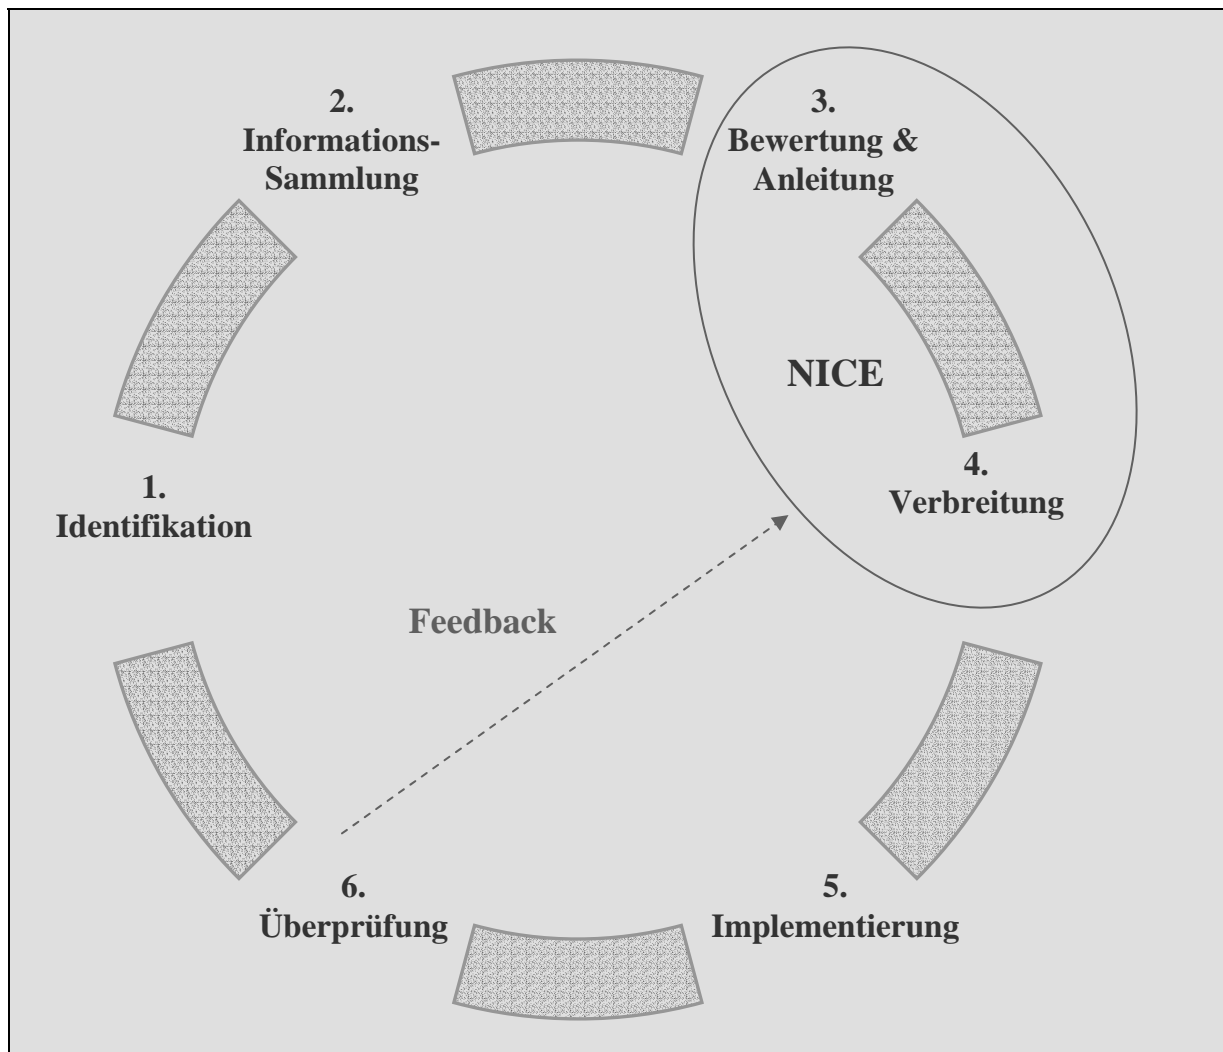 2.
Informations-
Sammlung
3.
Bewertung &
Anleitung
NICE
4.
Verbreitung
1.
Identifikation
Feedback
6.
Überprüfung
5.
Implementierung